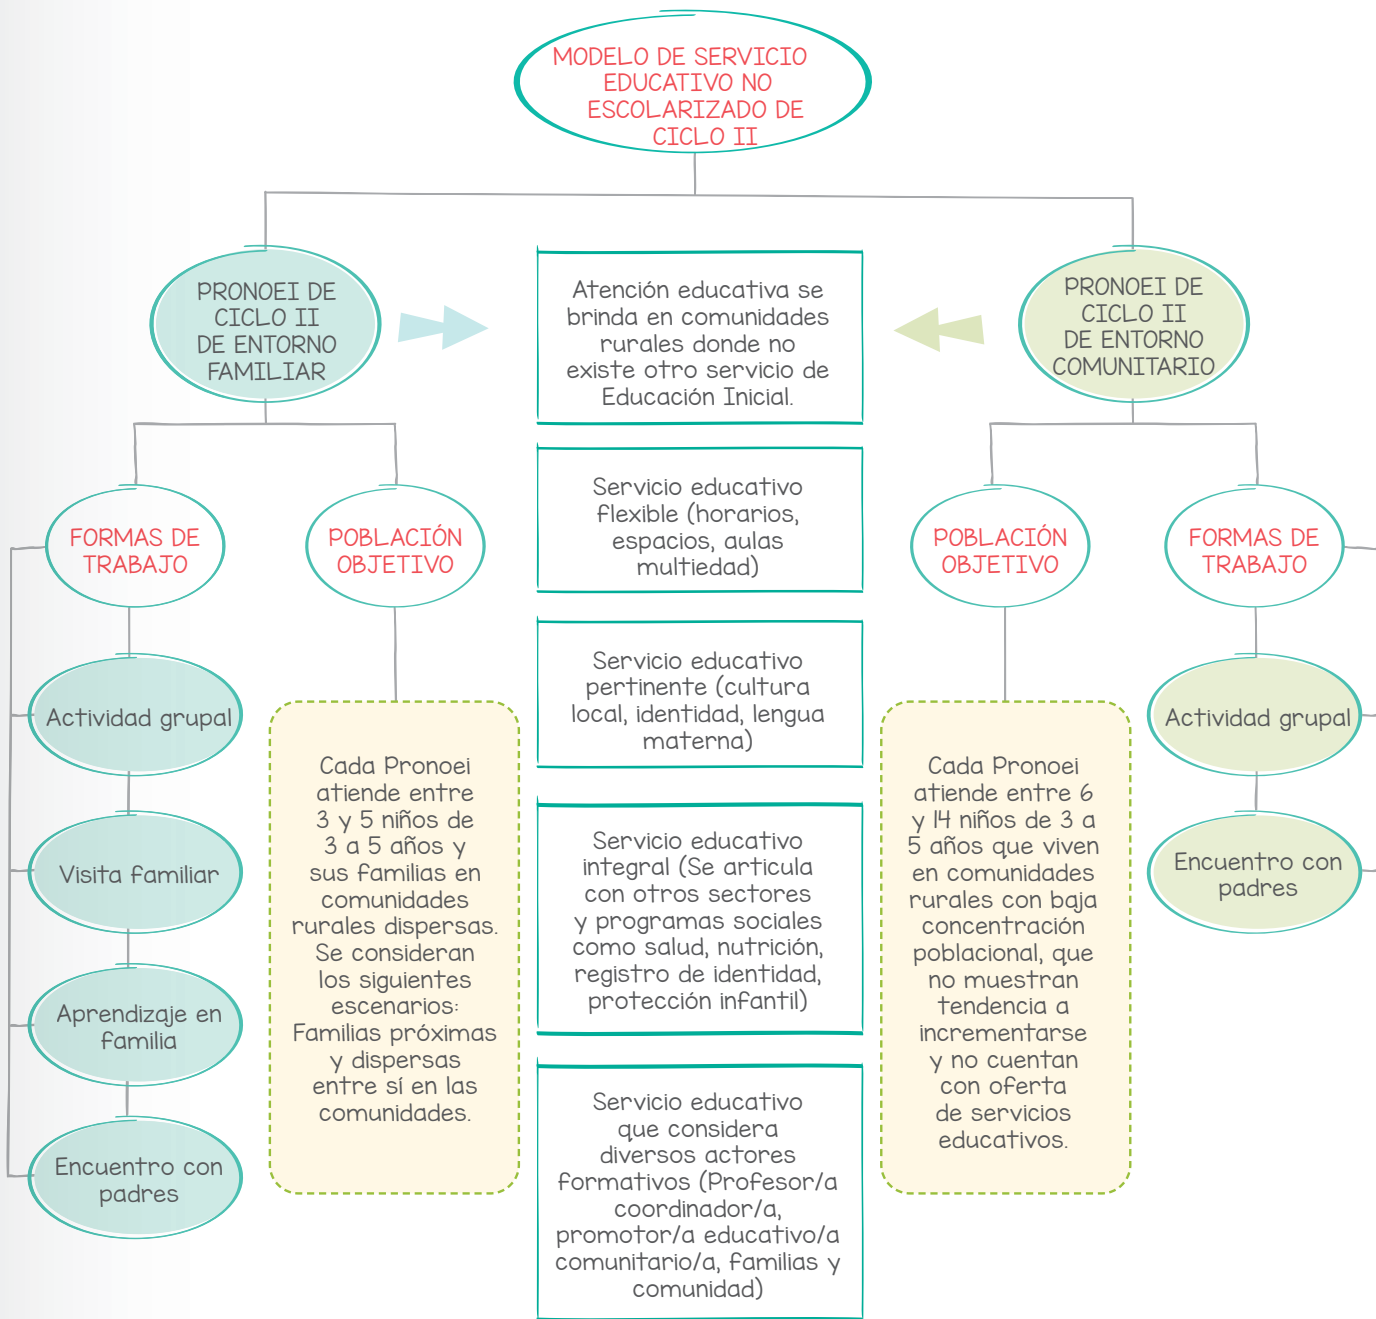 MODELO DE SERVICIO
EDUCATIVO NO
ESCOLARIZADO DE
CICLO II
PRONOEI DE
CICLO II
DE ENTORNO
FAMILIAR
FORMAS DE
TRABAJO
Actividad grupal
Visita familiar
Aprendizaje en
familia
Encuentro con
padres
POBLACIÓN
OBJETIVO
Cada Pronoei
atiende entre
3 y 5 niños de
3 a 5 años y
sus familias en
comunidades
rurales dispersas.
Se consideran
los siguientes
escenarios:
Familias próximas
y dispersas
entre sí en las
comunidades.
Atención educativa se
brinda en comunidades
rurales donde no
existe otro servicio de
Educación Inicial.
Servicio educativo
flexible (horarios,
espacios, aulas
multiedad)
Servicio educativo
pertinente (cultura
local, identidad, lengua
materna)
Servicio educativo
integral (Se articula
con otros sectores
y programas sociales
como salud, nutrición,
registro de identidad,
protección infantil)
Servicio educativo
que considera
diversos actores
formativos (Profesor/a
coordinador/a,
promotor/a educativo/a
comunitario/a, familias y
comunidad)
PRONOEI DE
CICLO II
DE ENTORNO
COMUNITARIO
POBLACIÓN
OBJETIVO
Cada Pronoei
atiende entre 6
y 14 niños de 3 a
5 años que viven
en comunidades
rurales con baja
concentración
poblacional, que
no muestran
tendencia a
incrementarse
y no cuentan
con oferta
de servicios
educativos.
FORMAS DE
TRABAJO
Actividad grupal
Encuentro con
padres